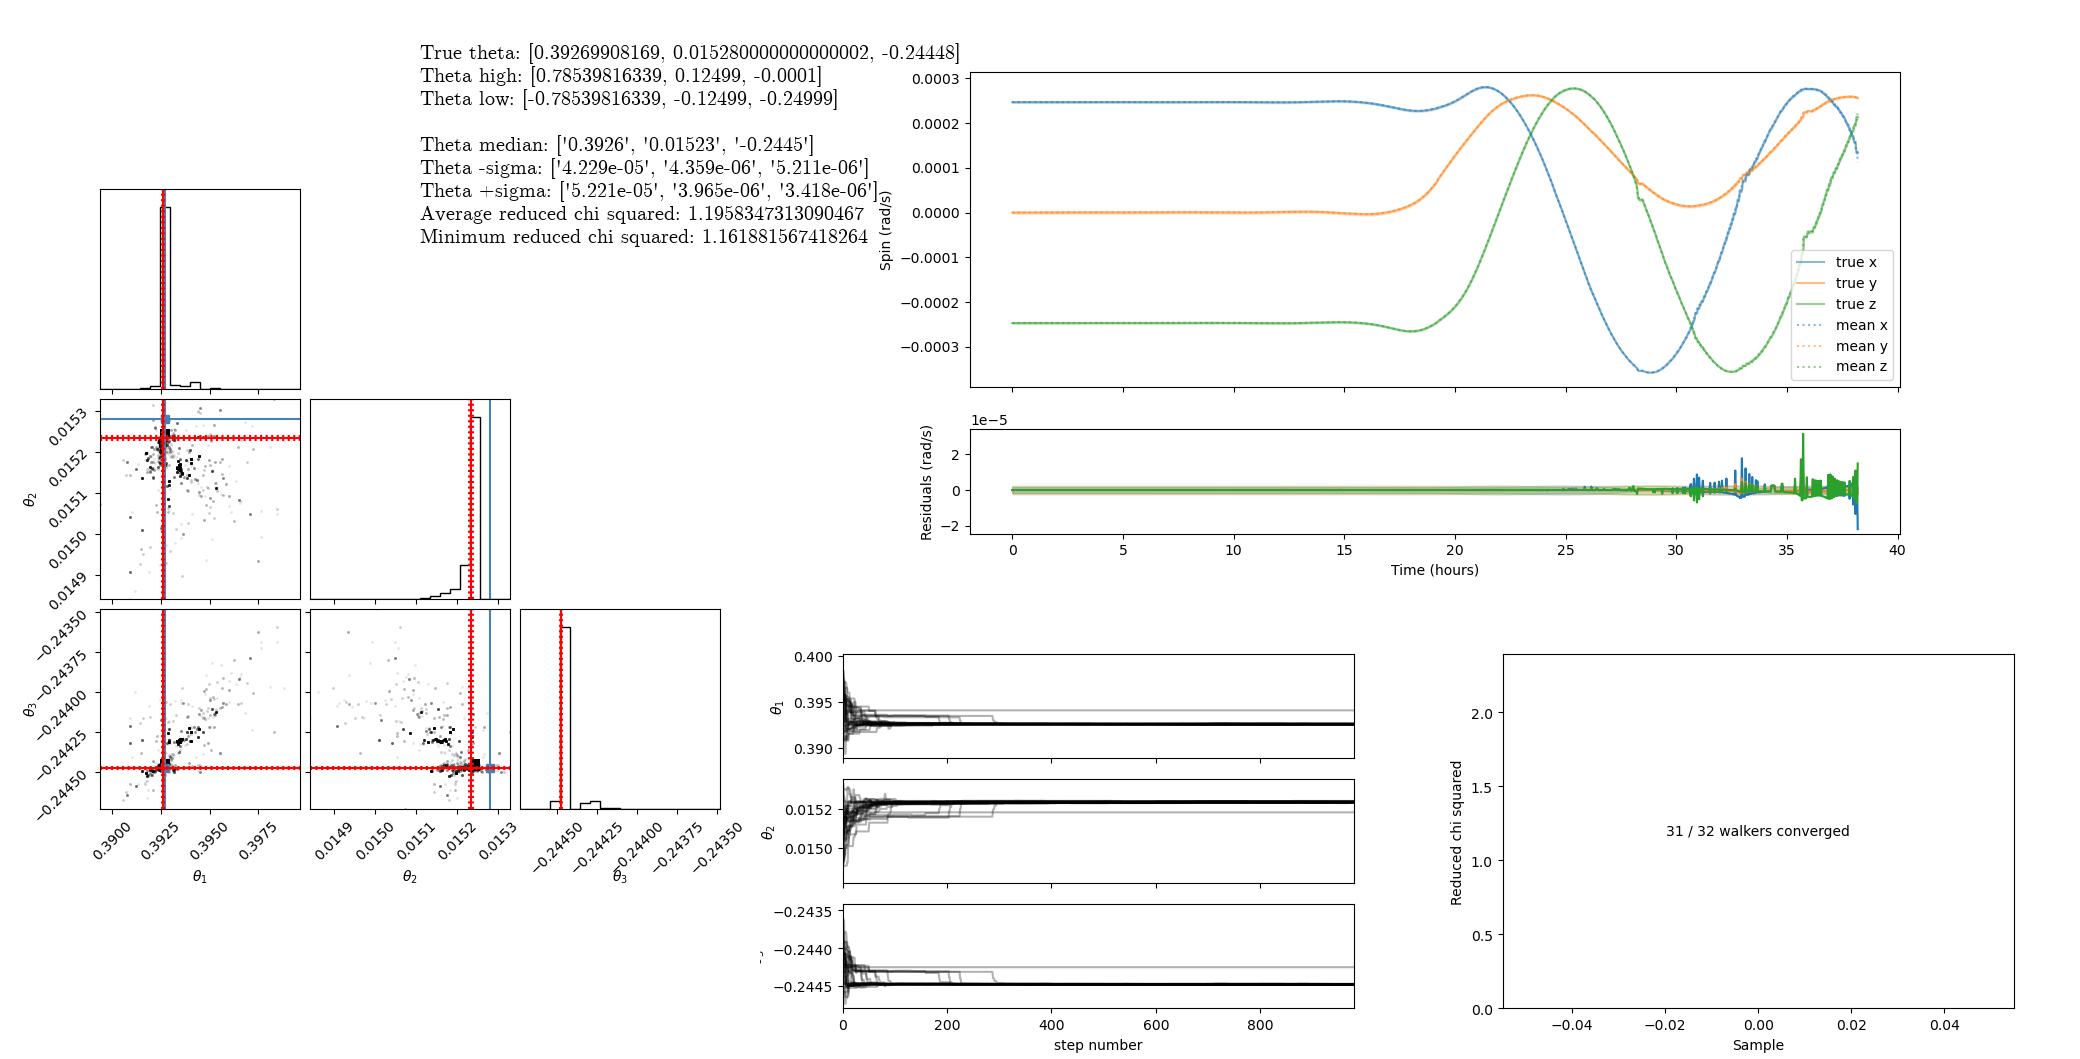 True theta: [0.39269908169, 0.015280000000000002, -0.24448]
Theta high: [0.78539816339, 0.12499, -0.0001]
Theta low: [-0.78539816339, -0.12499, -0.24999]
Theta median: ['0.3926', '0.01523', '-0.2445']
Theta -sigma: ['4.229e-05', '4.359e-06', '5.211e-06']
Theta +sigma: ['5.221e-05', '3.965e-06', '3.418e-06']
Average reduced chi squared: 1.1958347313090467
Minimum reduced chi squared: 1.161881567418264
0.0003
0.0002
0.0001
0.0000
−0.0001
−0.0002
−0.0003
Spin (rad/s)
true x
true y
true z
mean x
mean y
mean z
1e−5
2
0
−2
Residuals (rad/s)
0 5 10 15 20 25 30 35 40
Time (hours)
0.0153
0.0152
0.0151
0.0150
0.0149
θ2
−0.24350
−0.24375
−0.24400
−0.24425
−0.24450
θ3
0.3900 0.3925 0.3950 0.3975
θ1
0.0149 0.0150 0.0151 0.0152 0.0153
θ2
−0.24450 −0.24425 −0.24400 −0.24375 −0.24350
θ3
0.400
0.395
0.390
θ1
0.0152
0.0150
θ2
−0.2435
−0.2440
−0.2445
0 200 400 600 800
step number
2.0
1.5
1.0
0.5
0.0
Reduced chi squared
31 / 32 walkers converged
−0.04 −0.02 0.00 0.02 0.04
Sample